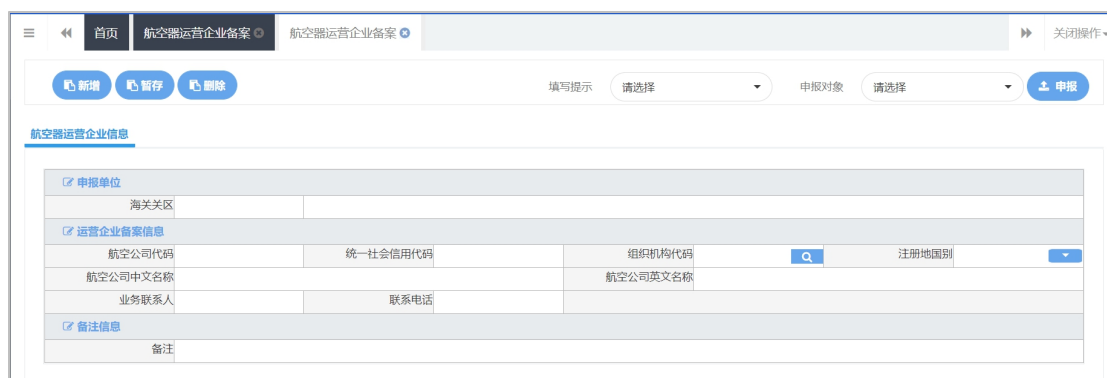 首页 航空器运营企业备案 航空器运营企业备案 关闭操作
新增 暂存 删除 填写提示 请选择 申报对象 请选择 申报
航空器运营企业信息
申报单位
海关关区
运营企业备案信息
航空公司代码 统一社会信用代码 组织机构代码 注册地国别
航空公司中文名称 航空公司英文名称
业务联系人 联系电话
备注信息
备注